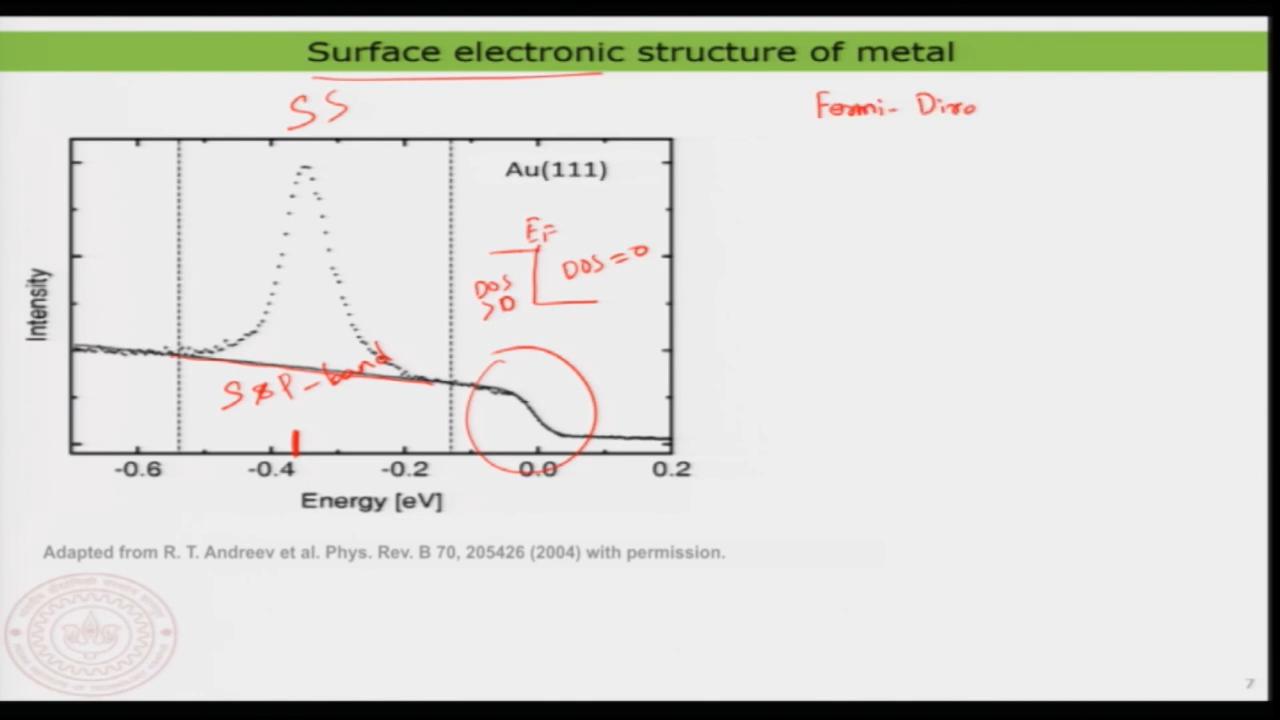 Surface electronic structure of metal
SS
Fermi- Dira
Au(111)
EF
DOS = 0
DOS
>0
S P - band
Intensity
-0.6 -0.4 -0.2 0.0 0.2
Energy [eV]
Adapted from R. T. Andreev et al. Phys. Rev. B 70, 205426 (2004) with permission.
7